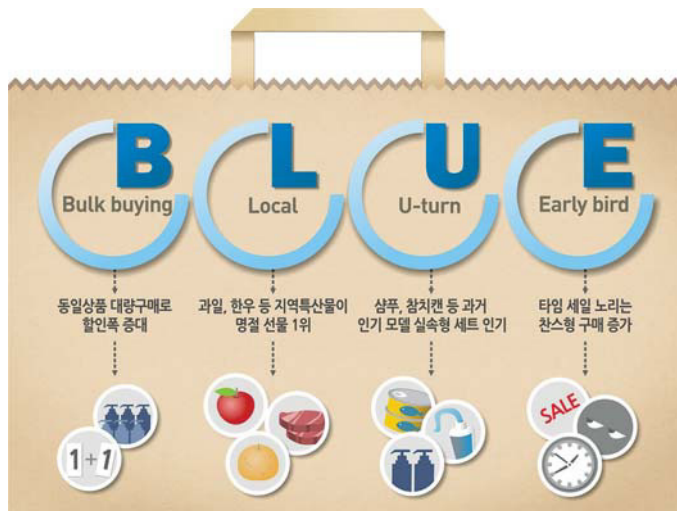 B
Bulk buying
동일상품 대량구매로
할인폭 증대
1+1
L
Local
과일, 한우 등 지역특산물이
명절 선물 1위
U
U-turn
샴푸, 참치캔 등 과거
인기 모델 실속형 세트 인기
E
Early bird
타임 세일 노리는
찬스형 구매 증가
SALE